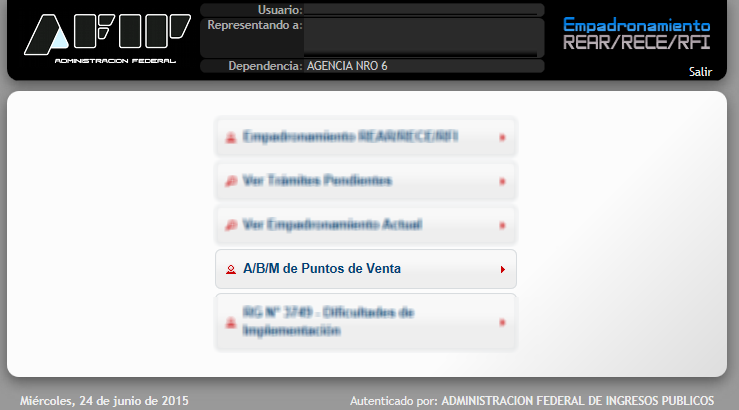 AFIP
ADMINISTRACION FEDERAL
Usuario:
Representando a:
Dependencia: AGENCIA NRO 6
Empadronamiento
REAR/RECE/RFI
Salir
Empadronamiento REAR/RECE/RFI
Ver Trámites Pendientes
Ver Empadronamiento Actual
A/B/M de Puntos de Venta
RG N° 3749 - Dificultades de
Implementación
Miércoles, 24 de junio de 2015
Autenticado por: ADMINISTRACION FEDERAL DE INGRESOS PUBLICOS